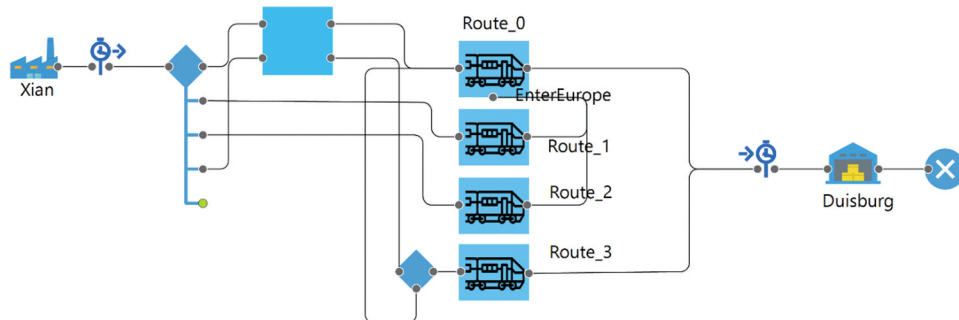 Route_0
Xian
EnterEurope
Route_1
Route_2
Duisburg
Route_3